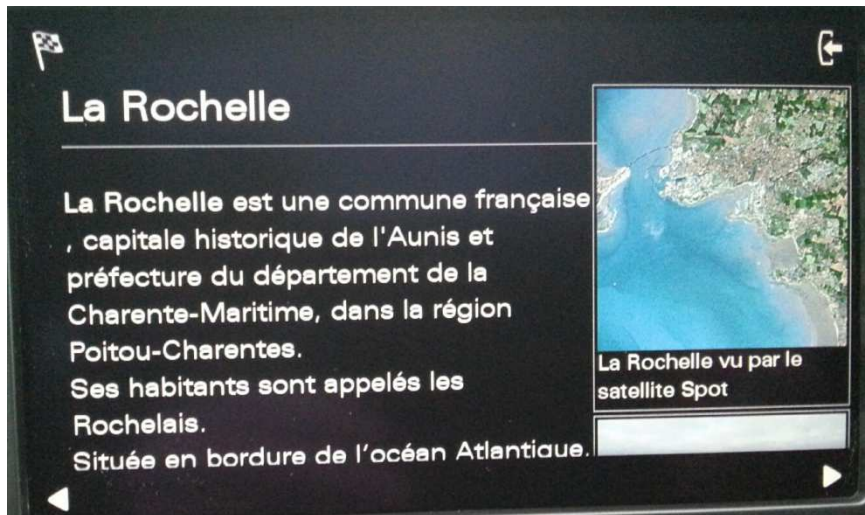 La Rochelle
La Rochelle est une commune française
, capitale historique de l'Aunis et
préfecture du département de la
Charente-Maritime, dans la région
Poitou-Charentes.
Ses habitants sont appelés les
Rochelais.
Située en bordure de l'océan Atlantique,
La Rochelle vu par le
satellite Spot